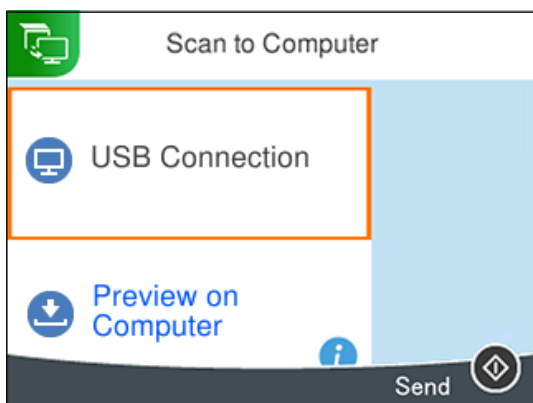 Scan to Computer
USB Connection
Preview on
Computer
i
Send